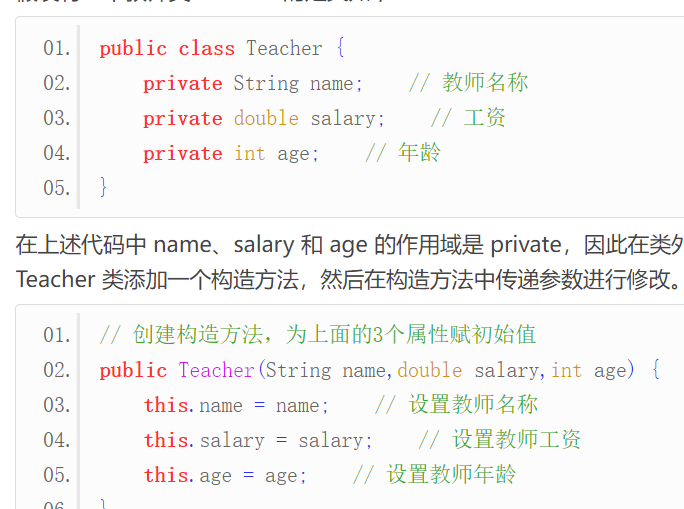 01. public class Teacher {
02. private String name; // 教师名称
03. private double salary; // 工资
04. private int age; // 年龄
05. }
在上述代码中 name、salary 和 age 的作用域是 private，因此在类外
Teacher 类添加一个构造方法，然后在构造方法中传递参数进行修改。
01. // 创建构造方法，为上面的3个属性赋初始值
02. public Teacher(String name,double salary,int age) {
03. this.name = name; // 设置教师名称
04. this.salary = salary; // 设置教师工资
05. this.age = age; // 设置教师年龄
06. }